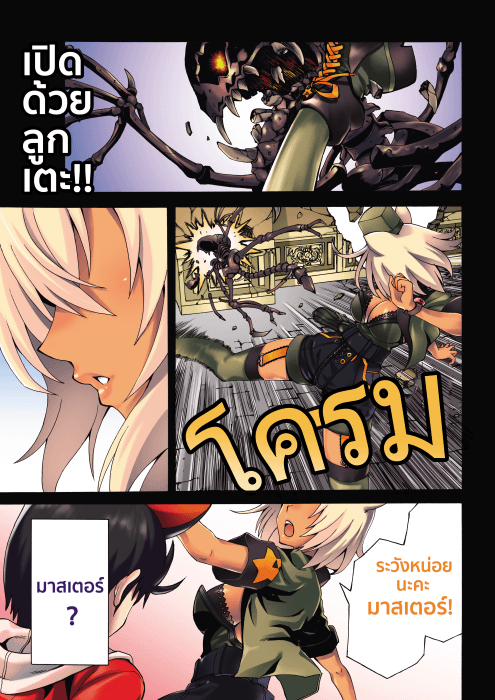 เปิด
ด้วย
ลูก
เตะ!!
โครม
ระวังหน่อย
นะคะ
มาสเตอร์!
มาสเตอร์
?